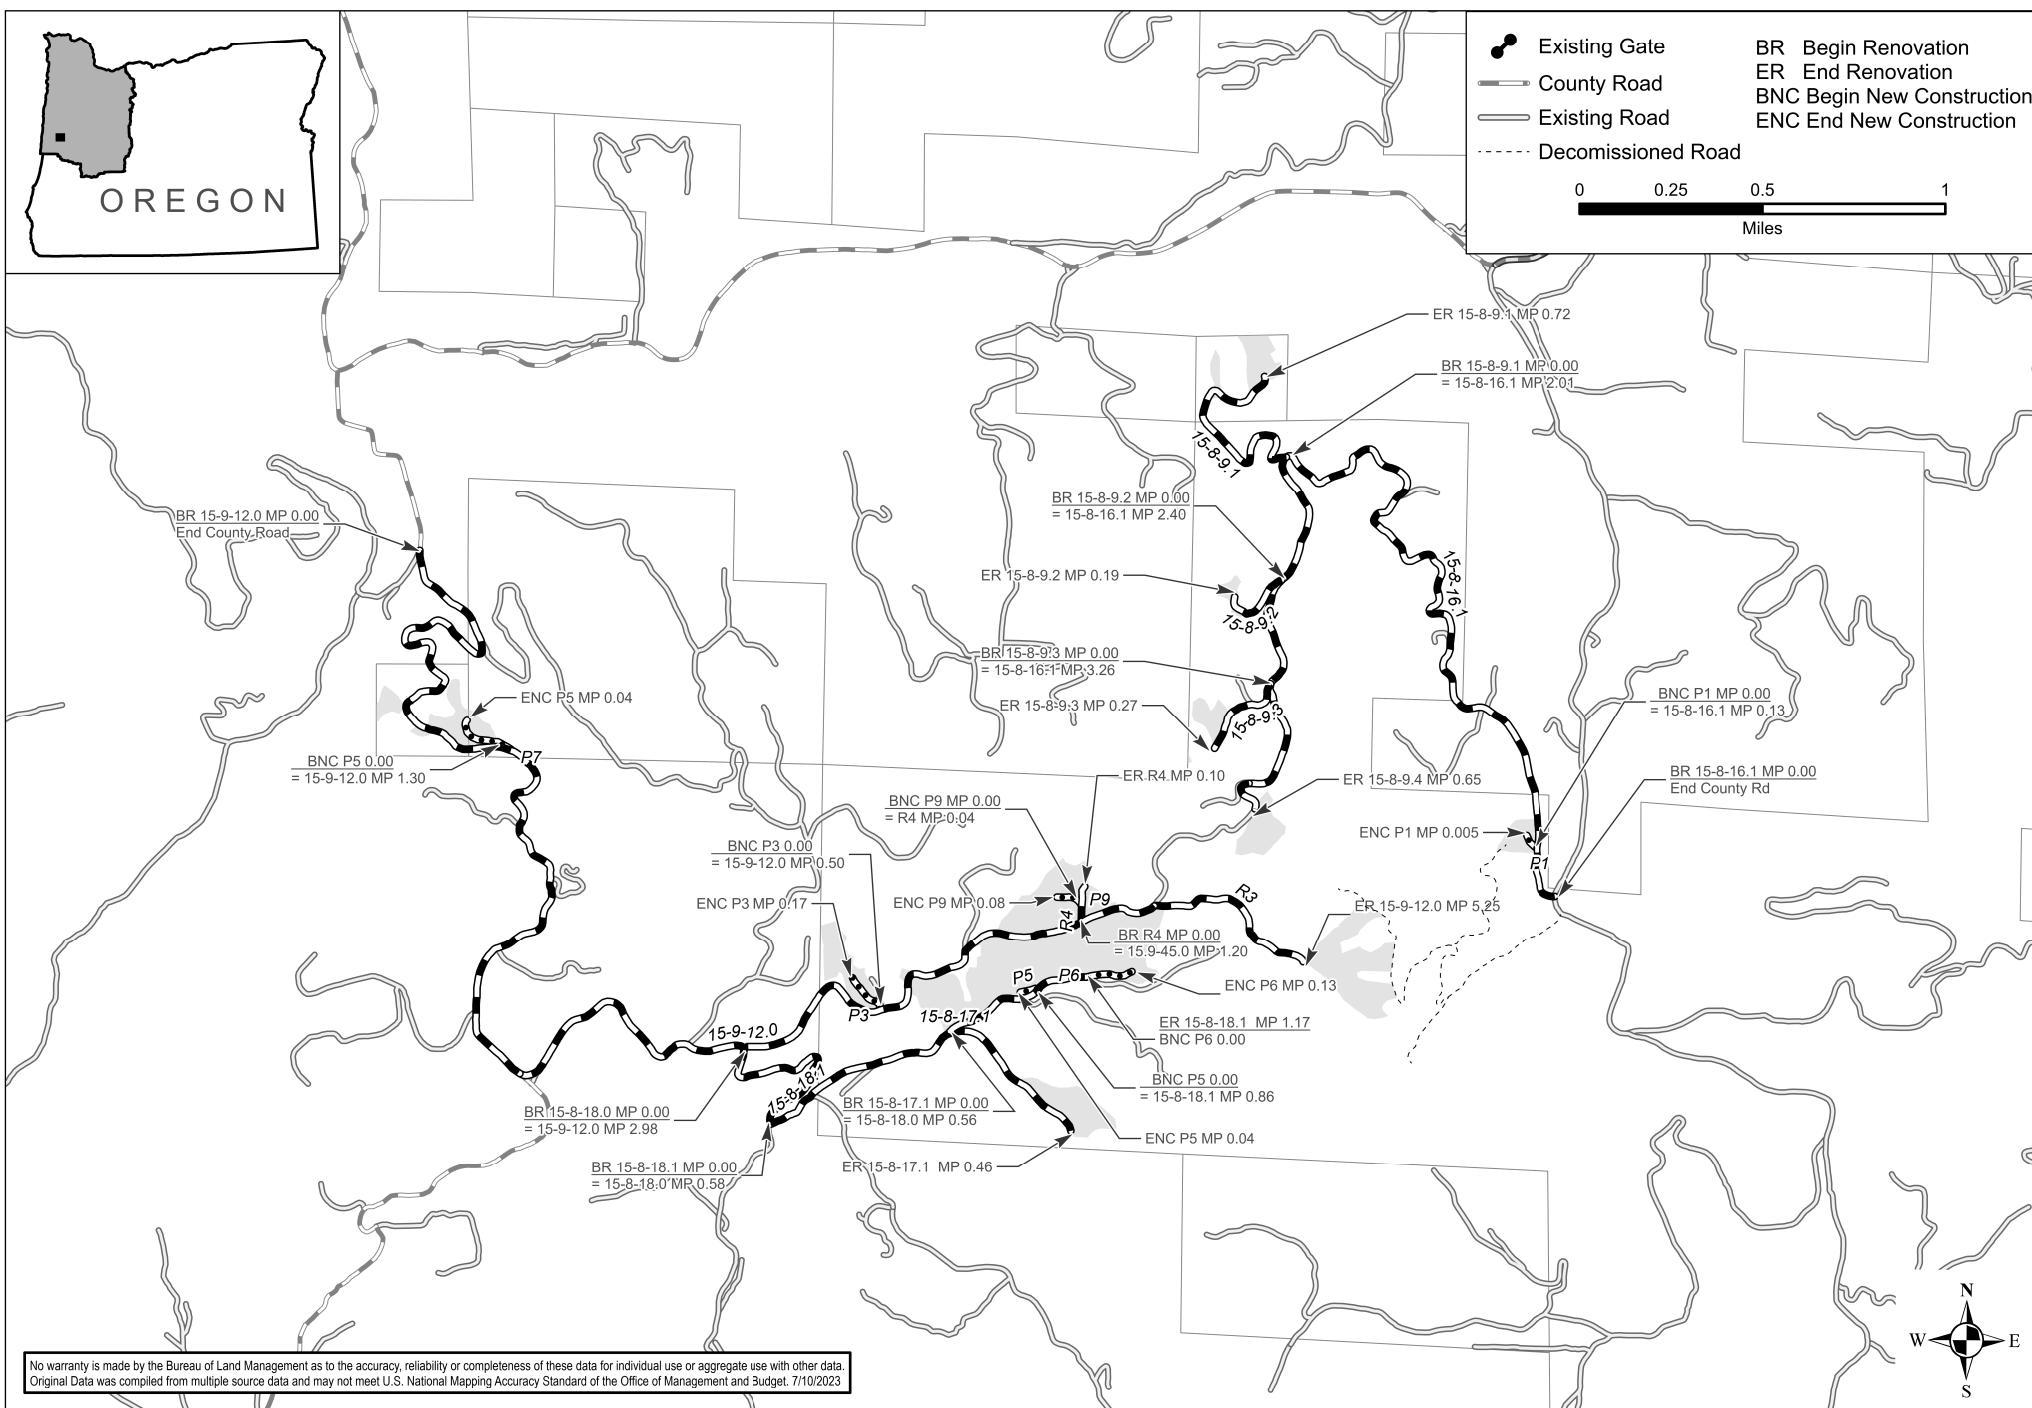 OREGON
Existing Gate
County Road
Existing Road
Decomissioned Road
BR Begin Renovation
ER End Renovation
BNC Begin New Construction
ENC End New Construction
0 0.25 0.5 1
Miles
ER 15-8-9.1 MP 0.72
BR 15-8-9.1 MP 0.00
= 15-8-16.1 MP 2.01
15-8-9.1
BR 15-8-9.2 MP 0.00
= 15-8-16.1 MP 2.40
BR 15-9-12.0 MP 0.00
End County Road
ER 15-8-9.2 MP 0.19
15-8-9.2
15-8-16.1
BR 15-8-9.3 MP 0.00
= 15-8-16.1 MP 3.26
ENC P5 MP 0.04
ER 15-8-9.3 MP 0.27
15-8-9.3
BNC P1 MP 0.00
= 15-8-16.1 MP 0.13
BNC P5 0.00
= 15-9-12.0 MP 1.30
P7
ER R4 MP 0.10
ER 15-8-9.4 MP 0.65
BR 15-8-16.1 MP 0.00
End County Rd
BNC P9 MP 0.00
= R4 MP 0.04
ENC P1 MP 0.005
P1
BNC P3 0.00
= 15-9-12.0 MP 0.50
ENC P3 MP 0.17
ENC P9 MP 0.08
P9
R4
R3
ER 15-9-12.0 MP 5.25
BR R4 MP 0.00
= 15.9-45.0 MP 1.20
P5
P6
ENC P6 MP 0.13
P3
15-8-17.1
15-9-12.0
ER 15-8-18.1 MP 1.17
BNC P6 0.00
15-8-18.1
BNC P5 0.00
= 15-8-18.1 MP 0.86
BR 15-8-18.0 MP 0.00
= 15-9-12.0 MP 2.98
BR 15-8-17.1 MP 0.00
= 15-8-18.0 MP 0.56
ENC P5 MP 0.04
BR 15-8-18.1 MP 0.00
= 15-8-18.0 MP 0.58
ER 15-8-17.1 MP 0.46
N
W E
S
No warranty is made by the Bureau of Land Management as to the accuracy, reliability or completeness of these data for individual use or aggregate use with other data.
Original Data was compiled from multiple source data and may not meet U.S. National Mapping Accuracy Standard of the Office of Management and Budget. 7/10/2023